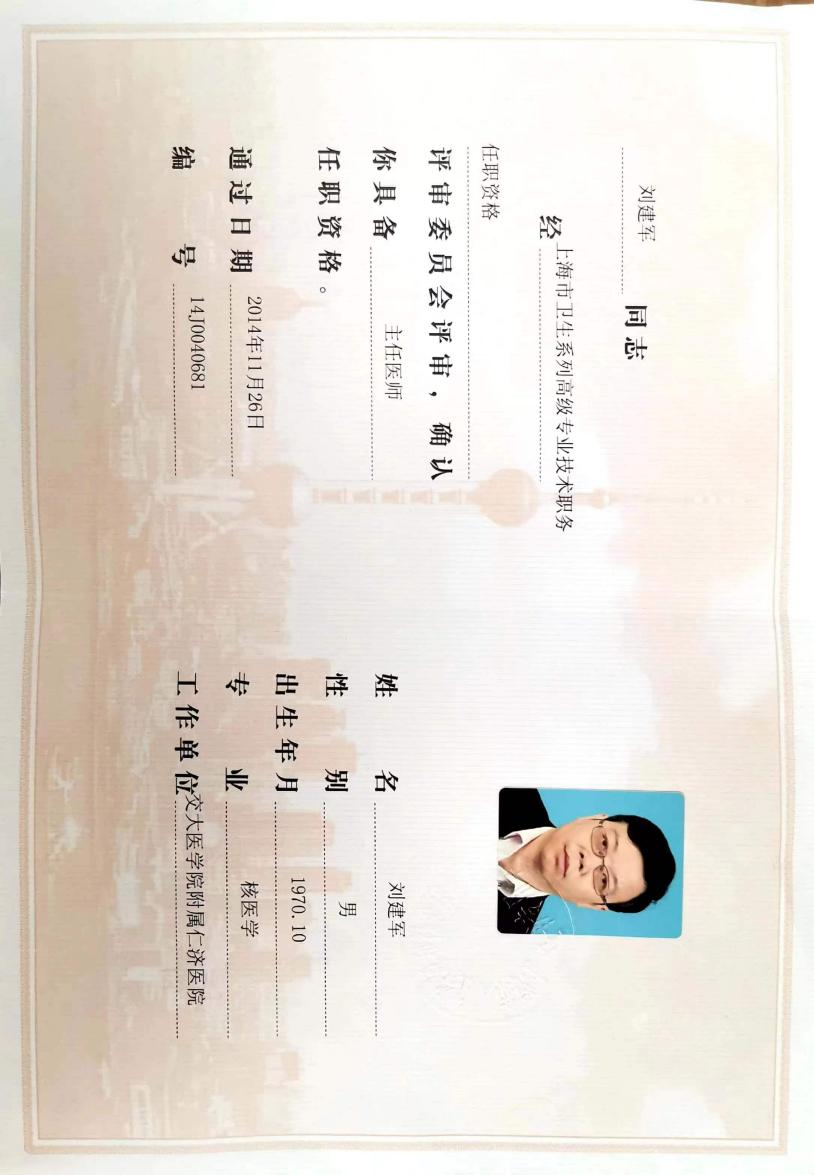 刘建军 同志
经 上海市卫生系列高级专业技术职务
任职资格
评审委员会评审，确认
你具备 主任医师
任职资格。
通过日期 2014年11月26日
编 号 14J0040681
姓 名 刘建军
性 别 男
出生年月 1970.10
专 业 核医学
工作单位 交大医学院附属仁济医院